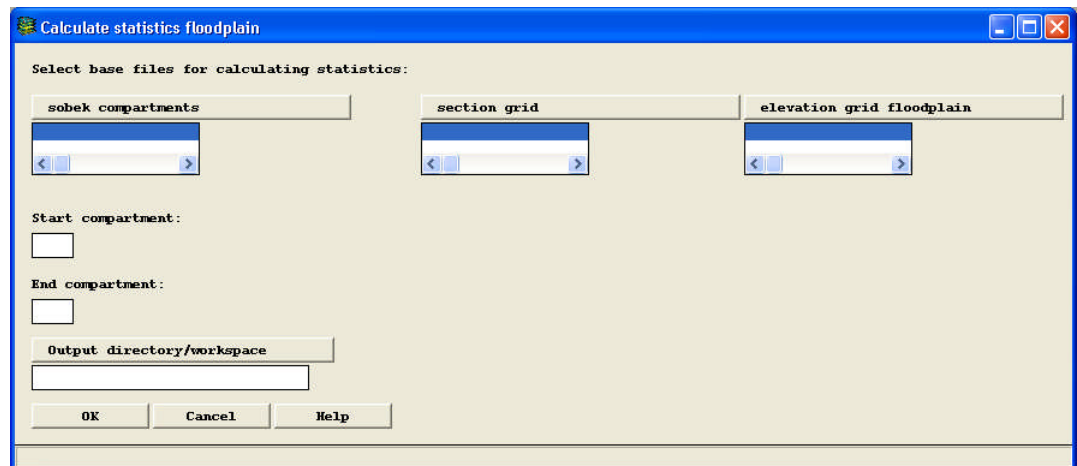 Calculate statistics floodplain
Select base files for calculating statistics:
sobek compartments section grid elevation grid floodplain
Start compartment:
End compartment:
Output directory/workspace
OK Cancel Help